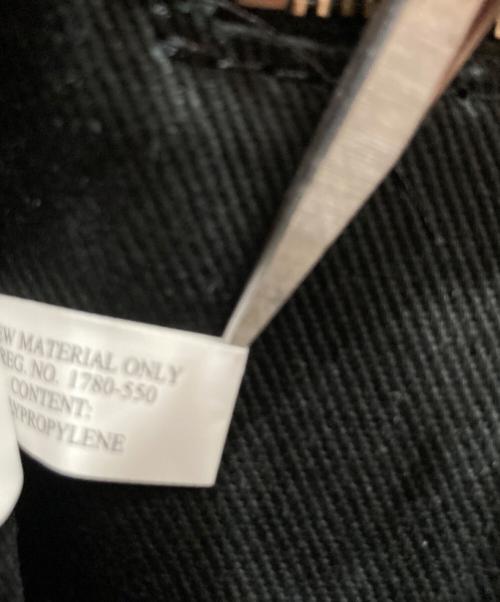 EW MATERIAL ONLY
REG. NO. 1780-550
CONTENT:
YPROPYLENE